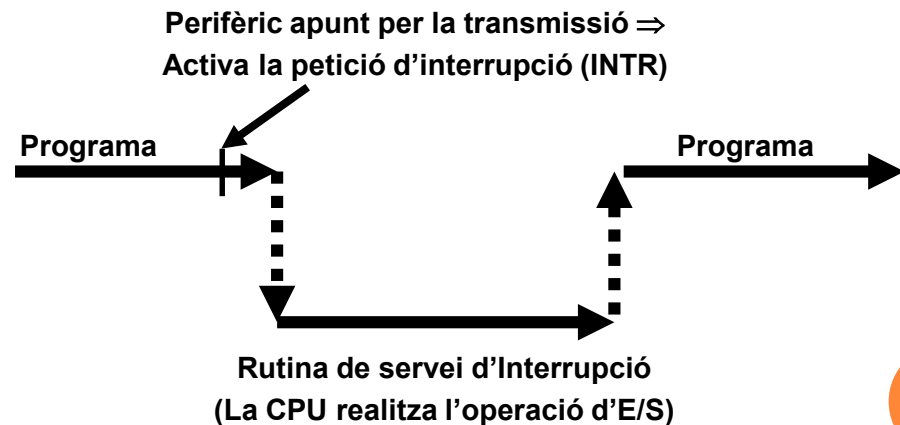 Perifèric apunt per la transmissió ⇒
Activa la petició d’interrupció (INTR)
Programa
Programa
Rutina de servei d’Interrupció
(La CPU realitza l’operació d’E/S)